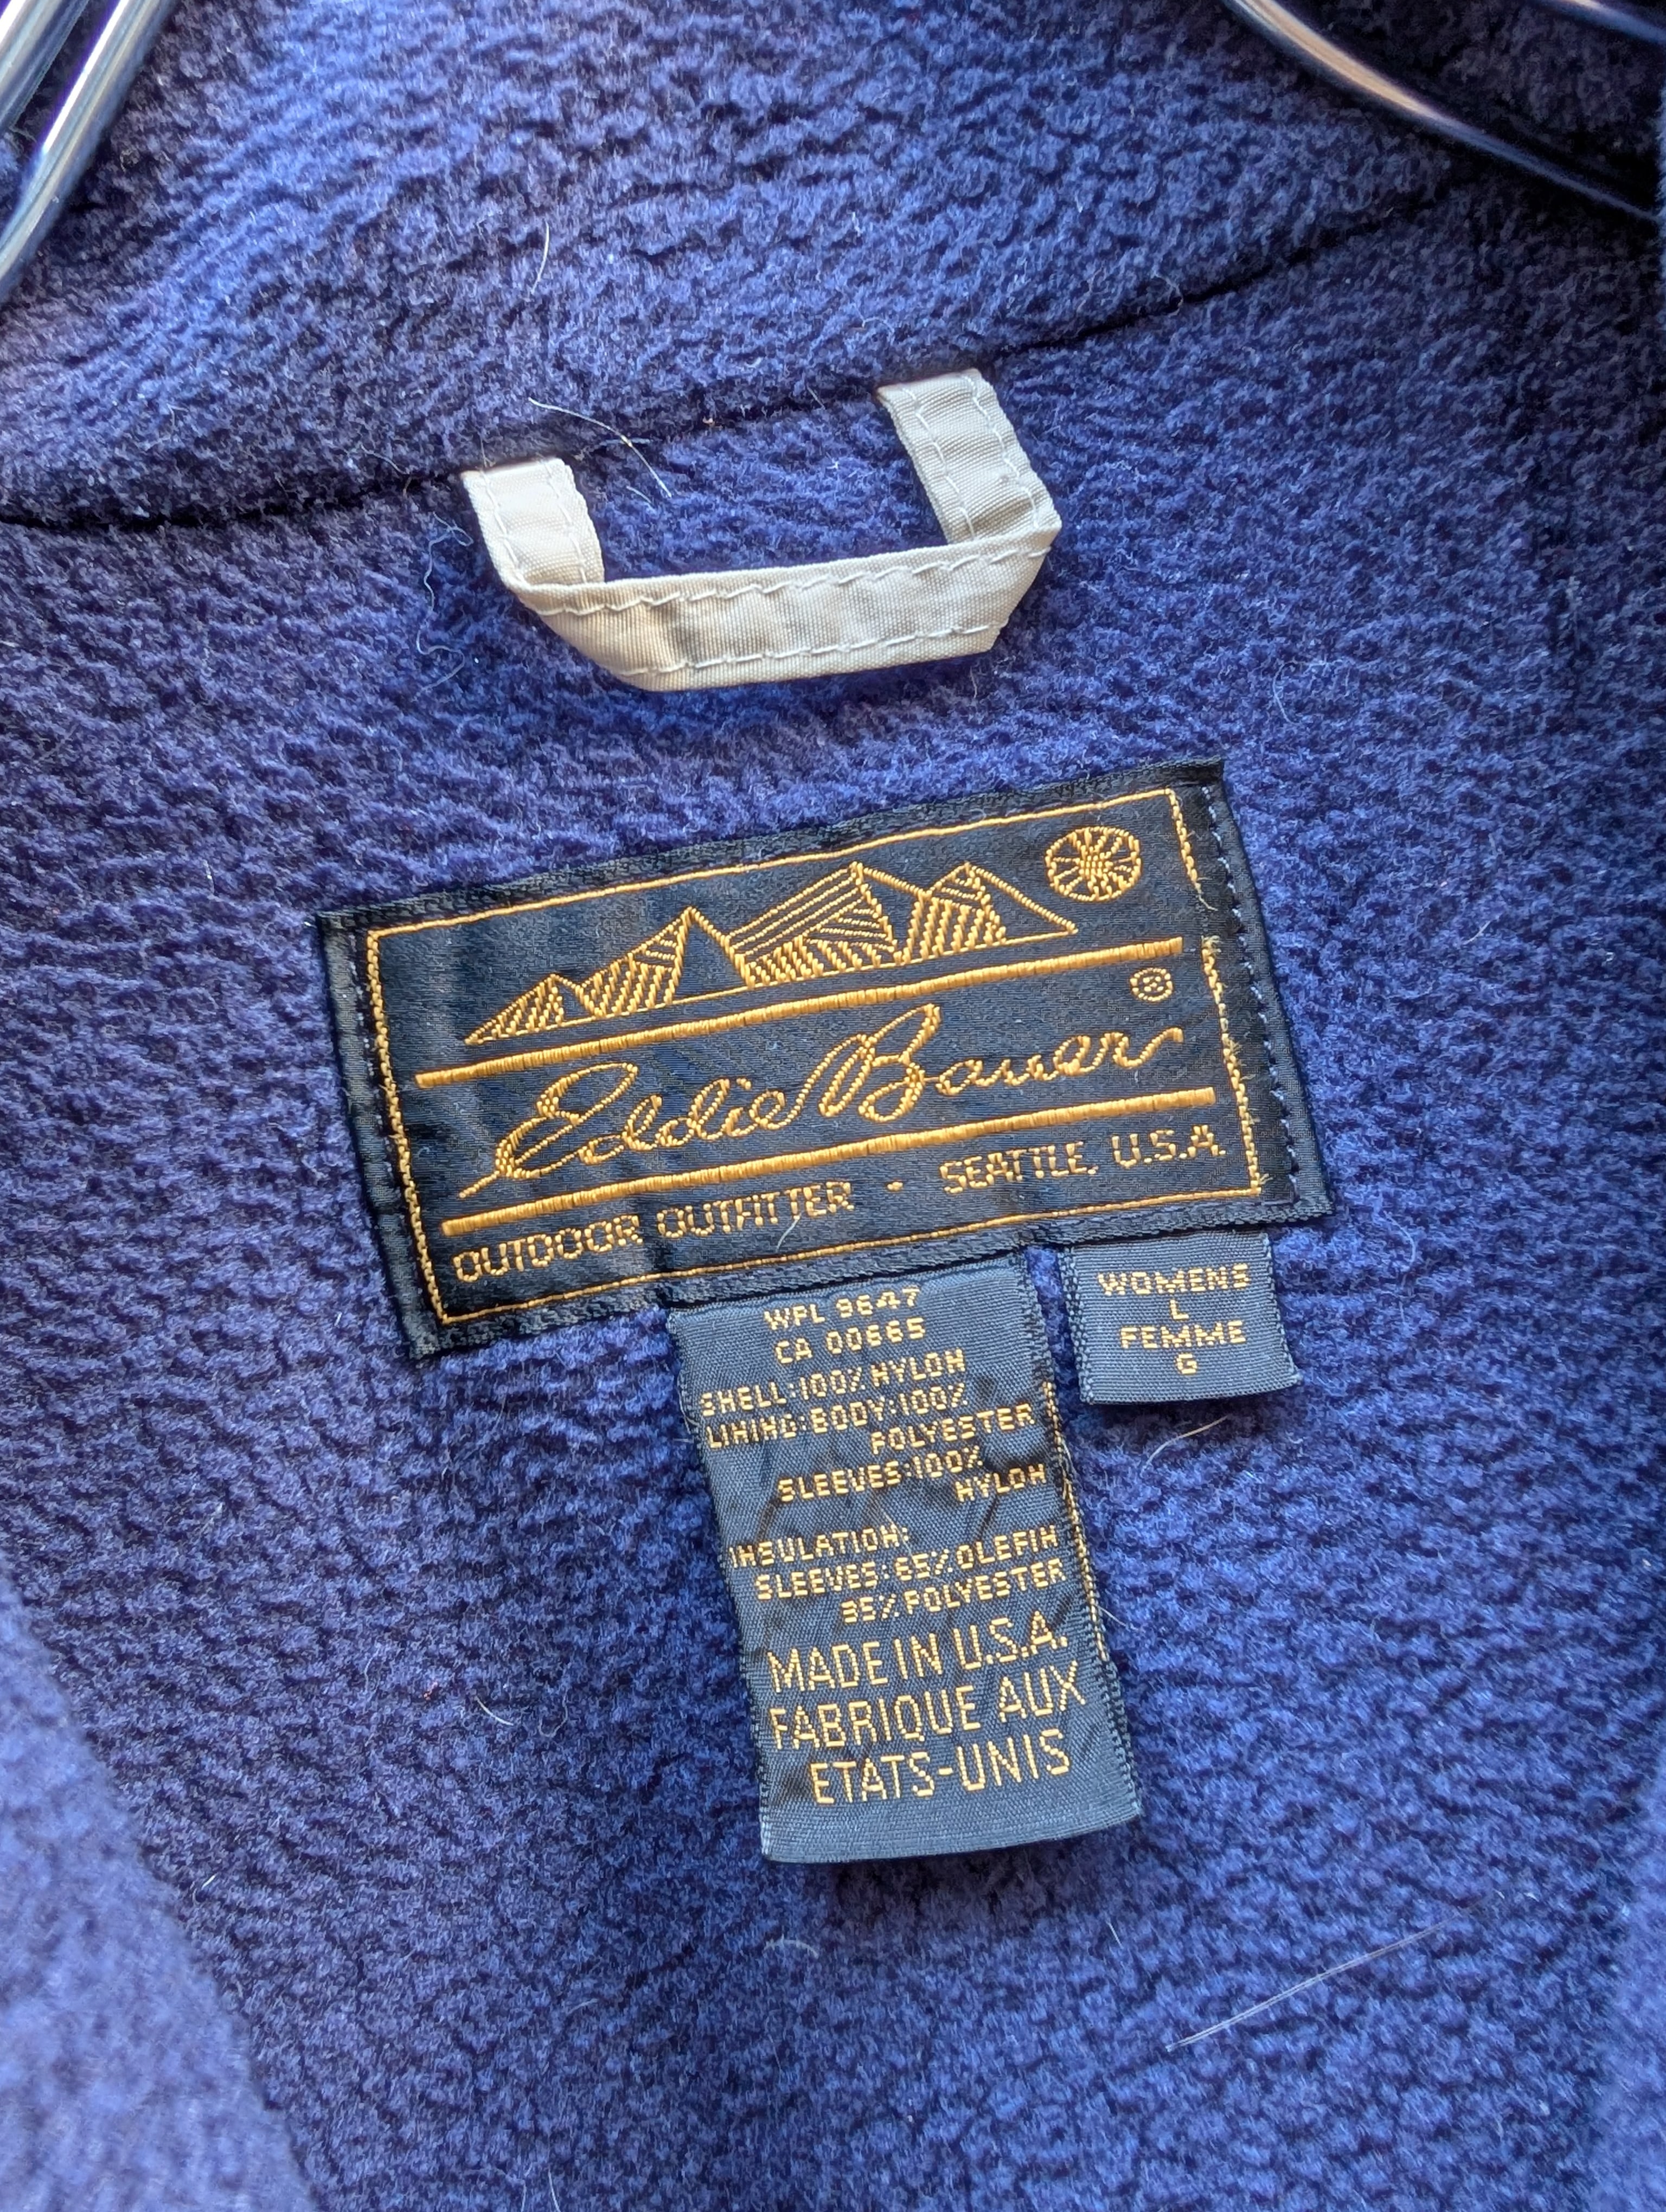 Eddie Bauer ®
OUTDOOR OUTFITTER - SEATTLE, U.S.A.
WPL 9647
CA 00665
SHELL:100% NYLON
LINING:BODY:100%
POLYESTER
SLEEVES:100%
NYLON
INSULATION:
SLEEVES:65% OLEFIN
35% POLYESTER
MADE IN U.S.A.
FABRIQUE AUX
ETATS-UNIS
WOMENS
L
FEMME
G